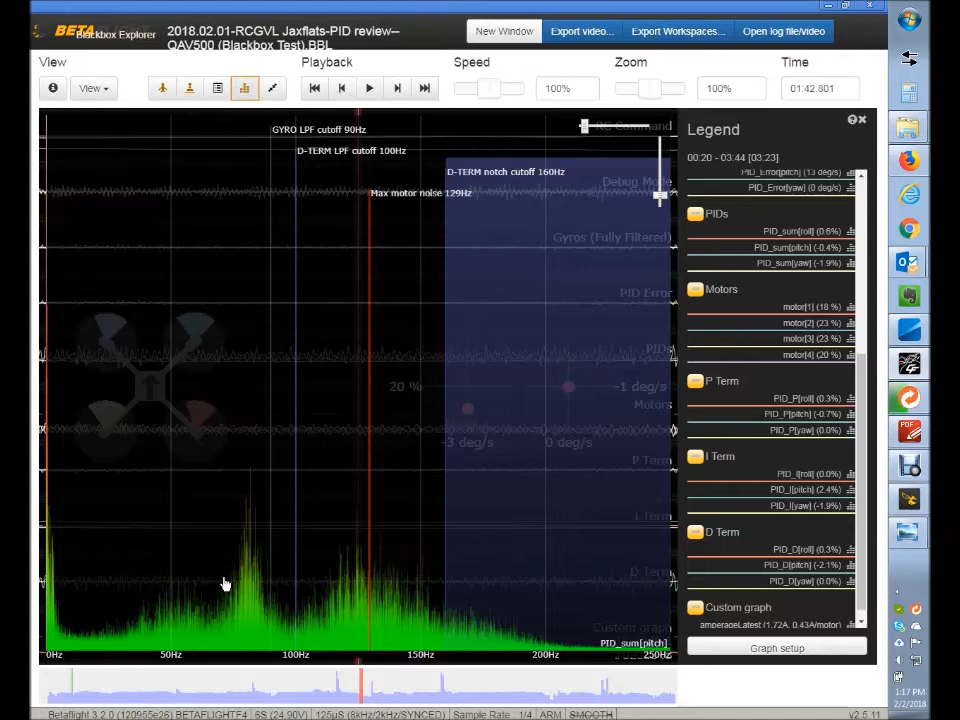 BETAFLIGHT
Blackbox Explorer
2018.02.01-RCGVL Jaxflats-PID review--
QAV500 (Blackbox Test).BBL
New Window
Export video...
Export Workspaces...
Open log file/video
View
Playback
Speed
Zoom
Time
View
100%
100%
01:42.801
GYRO LPF cutoff 90Hz
D-TERM LPF cutoff 100Hz
D-TERM notch cutoff 160Hz
Max motor noise 129Hz
RC Command
Debug Mode
Gyros (Fully Filtered)
PID Error
PIDs
20 %
-1 deg/s
Motors
-3 deg/s
0 deg/s
P Term
I Term
D Term
Custom graph
PID_sum[pitch]
0Hz
50Hz
100Hz
150Hz
200Hz
250Hz
Legend
00:20 - 03:44 [03:23]
PID_Error[pitch] (13 deg/s)
PID_Error[yaw] (0 deg/s)
PIDs
PID_sum[roll] (0.6%)
PID_sum[pitch] (-0.4%)
PID_sum[yaw] (-1.9%)
Motors
motor[1] (18 %)
motor[2] (23 %)
motor[3] (23 %)
motor[4] (20 %)
P Term
PID_P[roll] (0.3%)
PID_P[pitch] (-0.7%)
PID_P[yaw] (0.0%)
I Term
PID_I[roll] (0.0%)
PID_I[pitch] (2.4%)
PID_I[yaw] (-1.9%)
D Term
PID_D[roll] (0.3%)
PID_D[pitch] (-2.1%)
PID_D[yaw] (0.0%)
Custom graph
amperageLatest (1.72A, 0.43A/motor)
Graph setup
Betaflight 3.2.0 (120955e26) BETAFLIGHTF4
6S (24.90V)
125µS (8kHz/2kHz/SYNCED)
Sample Rate : 1/4
ARM
SMOOTH
v2.5.11
PDF
1:17 PM
2/2/2018